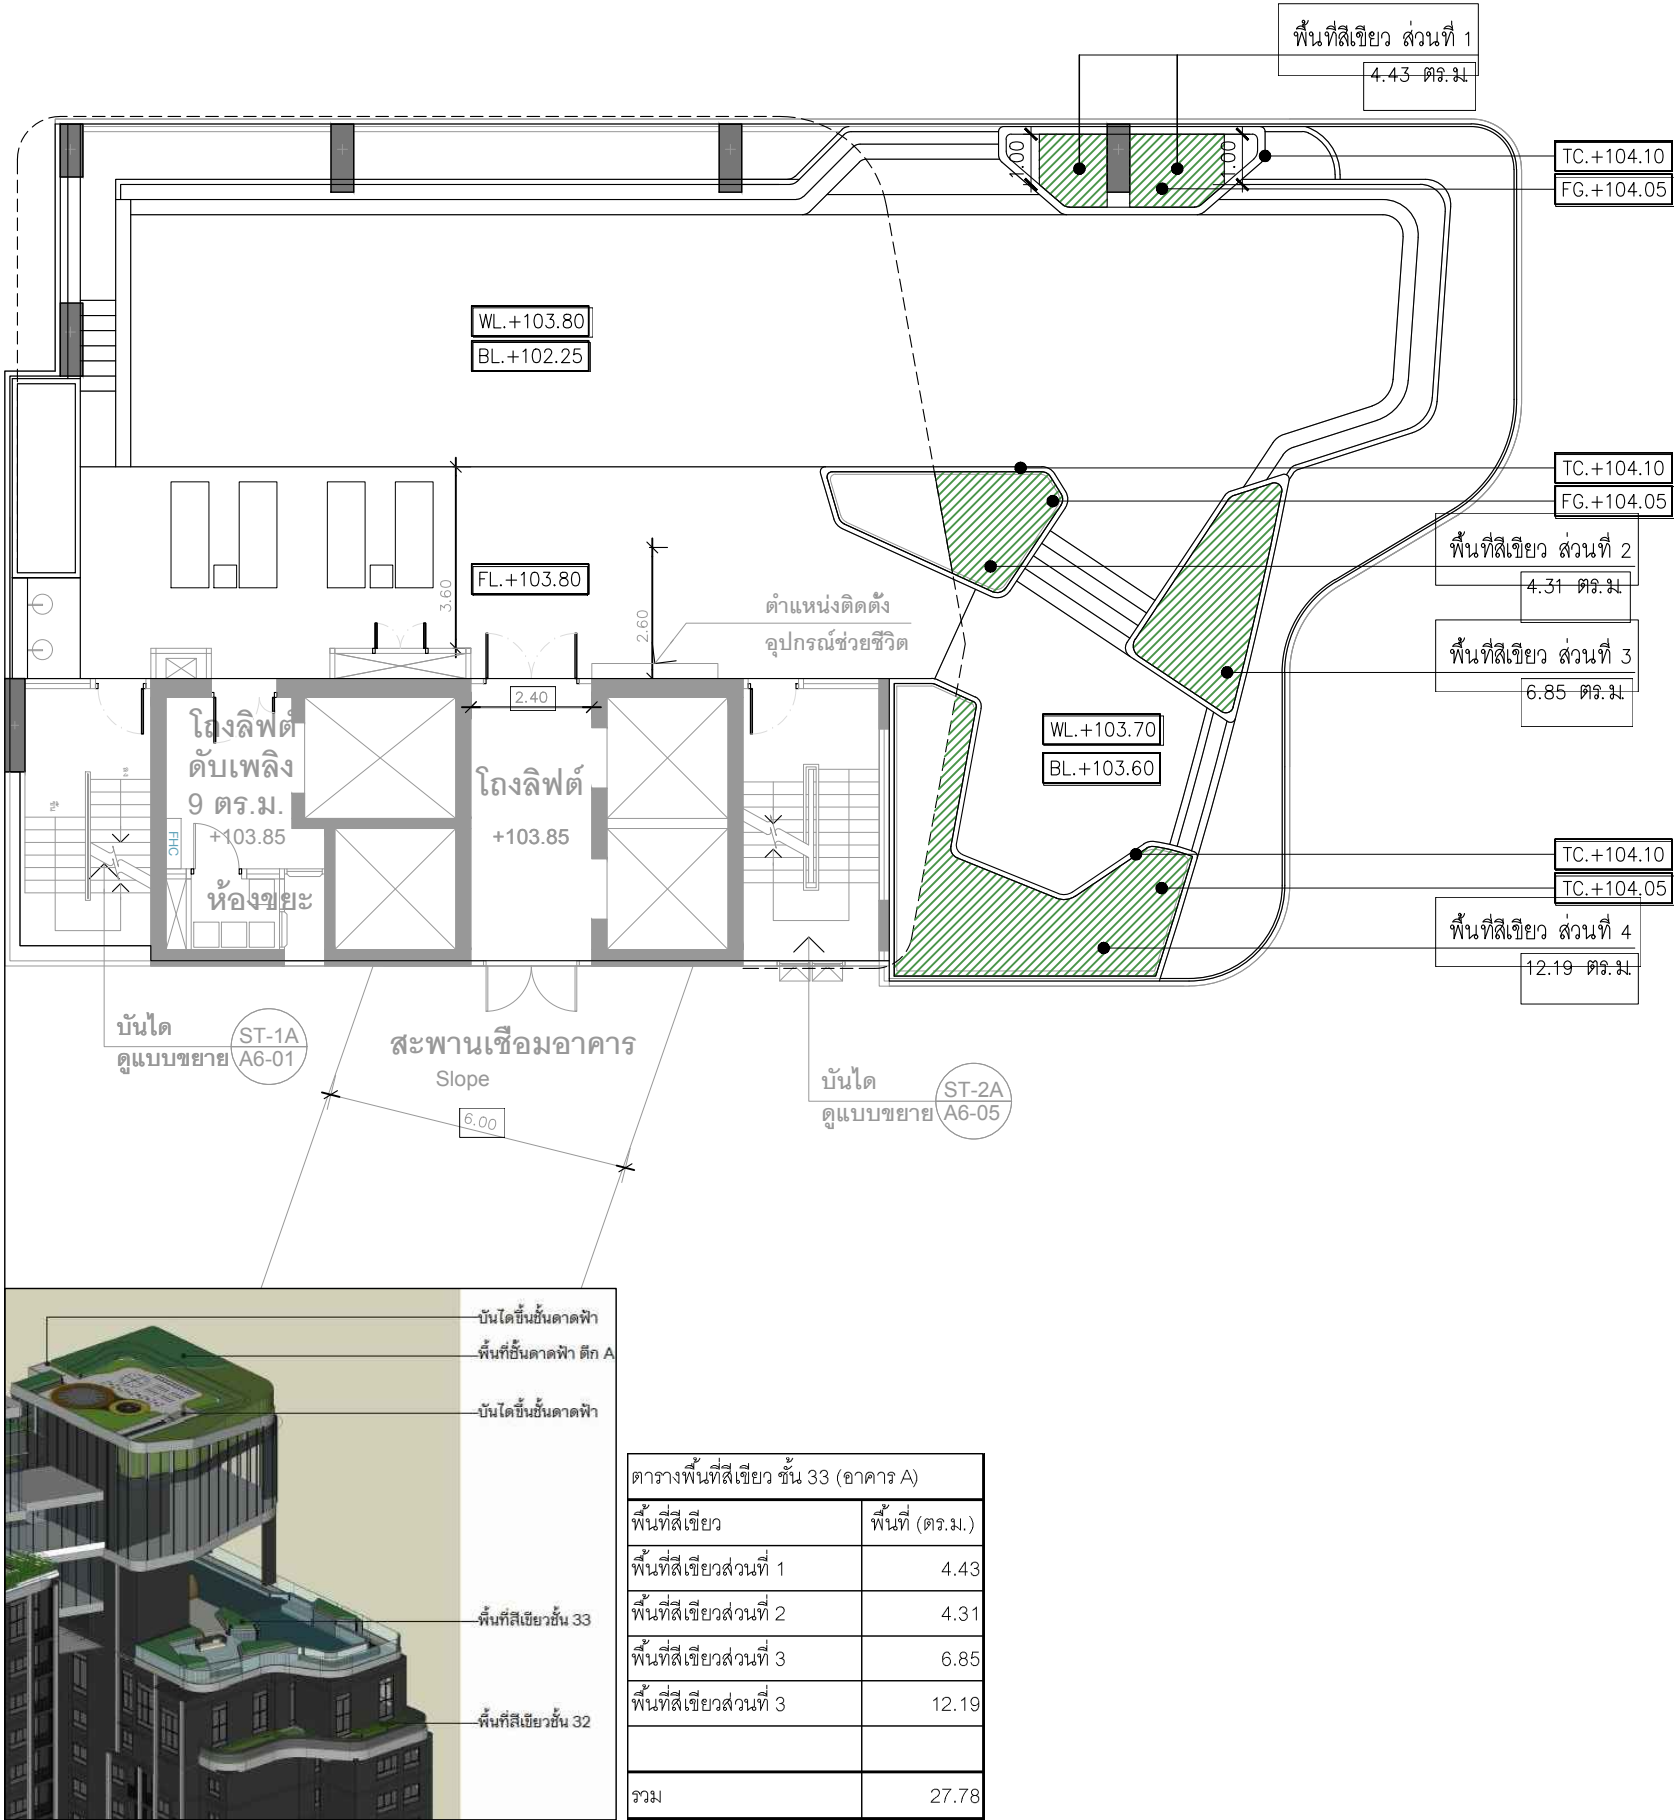 พื้นที่สีเขียว ส่วนที่ 1
4.43 ตร.ม.
1.00
1.00
TC.+104.10
FG.+104.05
WL.+103.80
BL.+102.25
TC.+104.10
FG.+104.05
พื้นที่สีเขียว ส่วนที่ 2
4.31 ตร.ม.
FL.+103.80
3.60
2.60
ตำแหน่งติดตั้ง
อุปกรณ์ช่วยชีวิต
พื้นที่สีเขียว ส่วนที่ 3
6.85 ตร.ม.
2.40
โถงลิฟต์
ดับเพลิง
9 ตร.ม.
+103.85
FHC
ห้องขยะ
โถงลิฟต์
+103.85
WL.+103.70
BL.+103.60
TC.+104.10
TC.+104.05
พื้นที่สีเขียว ส่วนที่ 4
12.19 ตร.ม.
บันได
ดูแบบขยาย
ST-1A
A6-01
สะพานเชื่อมอาคาร
Slope
6.00
บันได
ดูแบบขยาย
ST-2A
A6-05
บันไดขึ้นชั้นดาดฟ้า
พื้นที่ชั้นดาดฟ้า ตึก A
บันไดขึ้นชั้นดาดฟ้า
พื้นที่สีเขียวชั้น 33
พื้นที่สีเขียวชั้น 32
ตารางพื้นที่สีเขียว ชั้น 33 (อาคาร A)
พื้นที่สีเขียว พื้นที่ (ตร.ม.)
พื้นที่สีเขียวส่วนที่ 1 4.43
พื้นที่สีเขียวส่วนที่ 2 4.31
พื้นที่สีเขียวส่วนที่ 3 6.85
พื้นที่สีเขียวส่วนที่ 3 12.19
รวม 27.78